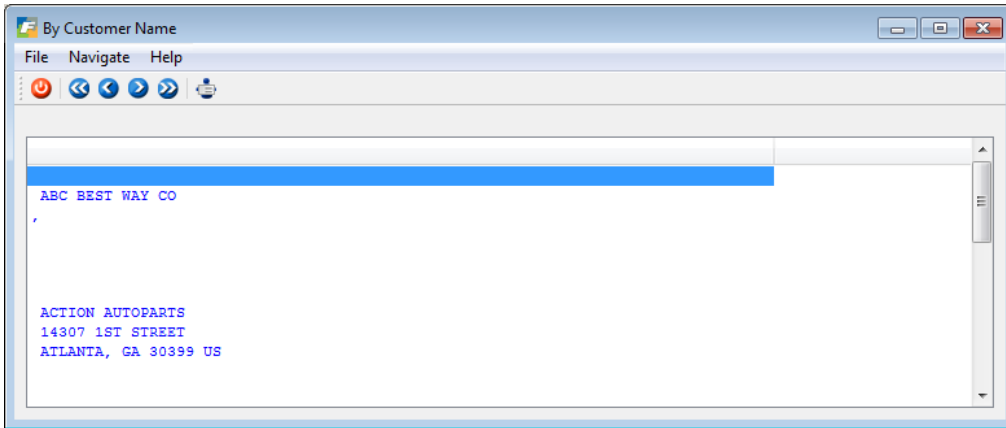 By Customer Name
File Navigate Help
ABC BEST WAY CO
,
ACTION AUTOPARTS
14307 1ST STREET
ATLANTA, GA 30399 US